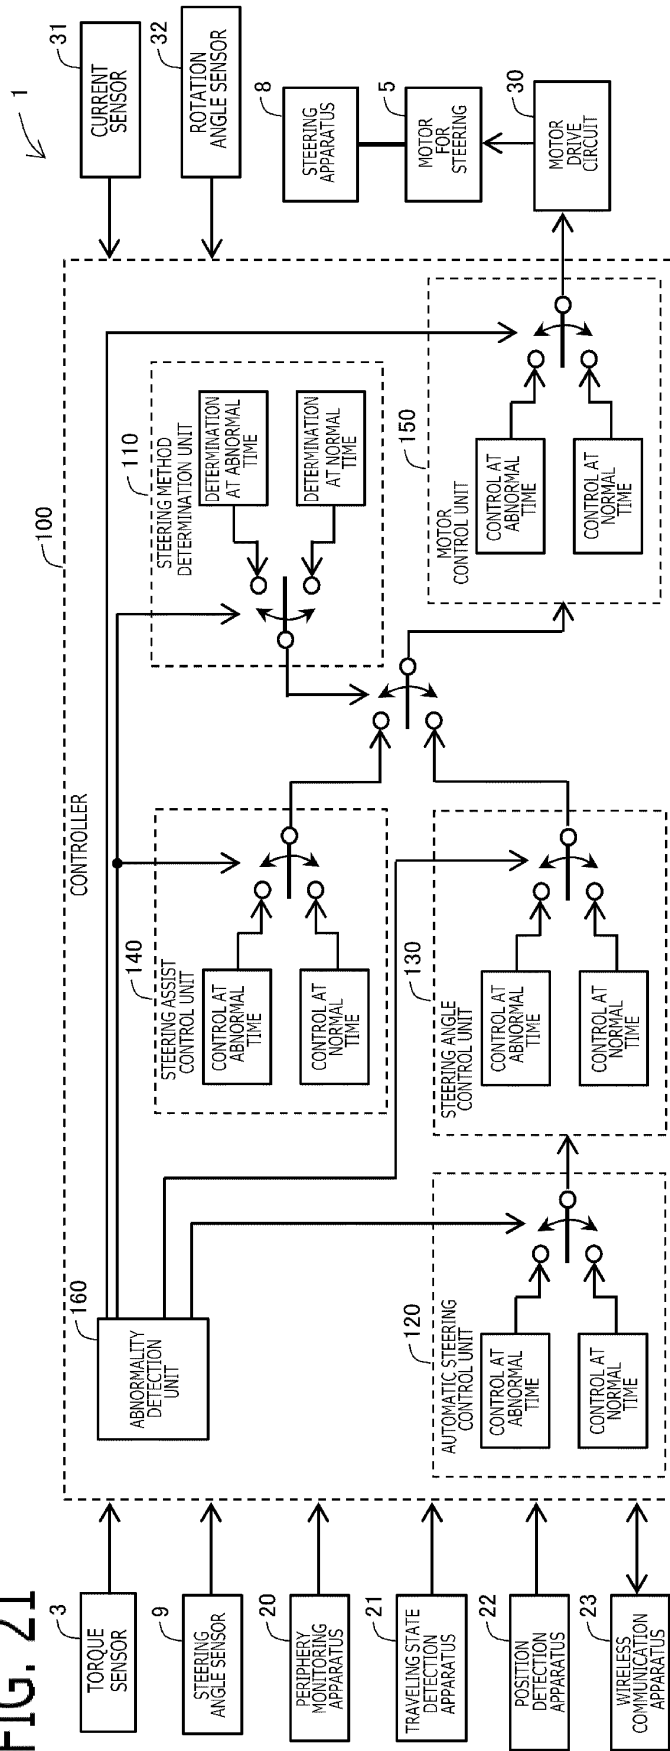 FIG. 21
1
3
TORQUE
SENSOR
9
STEERING
ANGLE SENSOR
20
PERIPHERY
MONITORING
APPARATUS
21
TRAVELING STATE
DETECTION
APPARATUS
22
POSITION
DETECTION
APPARATUS
23
WIRELESS
COMMUNICATION
APPARATUS
100
CONTROLLER
160
ABNORMALITY
DETECTION
UNIT
120
AUTOMATIC STEERING
CONTROL UNIT
CONTROL AT
ABNORMAL
TIME
CONTROL AT
NORMAL
TIME
140
STEERING ASSIST
CONTROL UNIT
CONTROL AT
ABNORMAL
TIME
CONTROL AT
NORMAL
TIME
130
STEERING ANGLE
CONTROL UNIT
CONTROL AT
ABNORMAL
TIME
CONTROL AT
NORMAL
TIME
110
STEERING METHOD
DETERMINATION UNIT
DETERMINATION
AT ABNORMAL
TIME
DETERMINATION
AT NORMAL
TIME
150
MOTOR
CONTROL UNIT
CONTROL AT
ABNORMAL
TIME
CONTROL AT
NORMAL
TIME
31
CURRENT
SENSOR
32
ROTATION
ANGLE SENSOR
8
STEERING
APPARATUS
5
MOTOR
FOR
STEERING
30
MOTOR
DRIVE
CIRCUIT